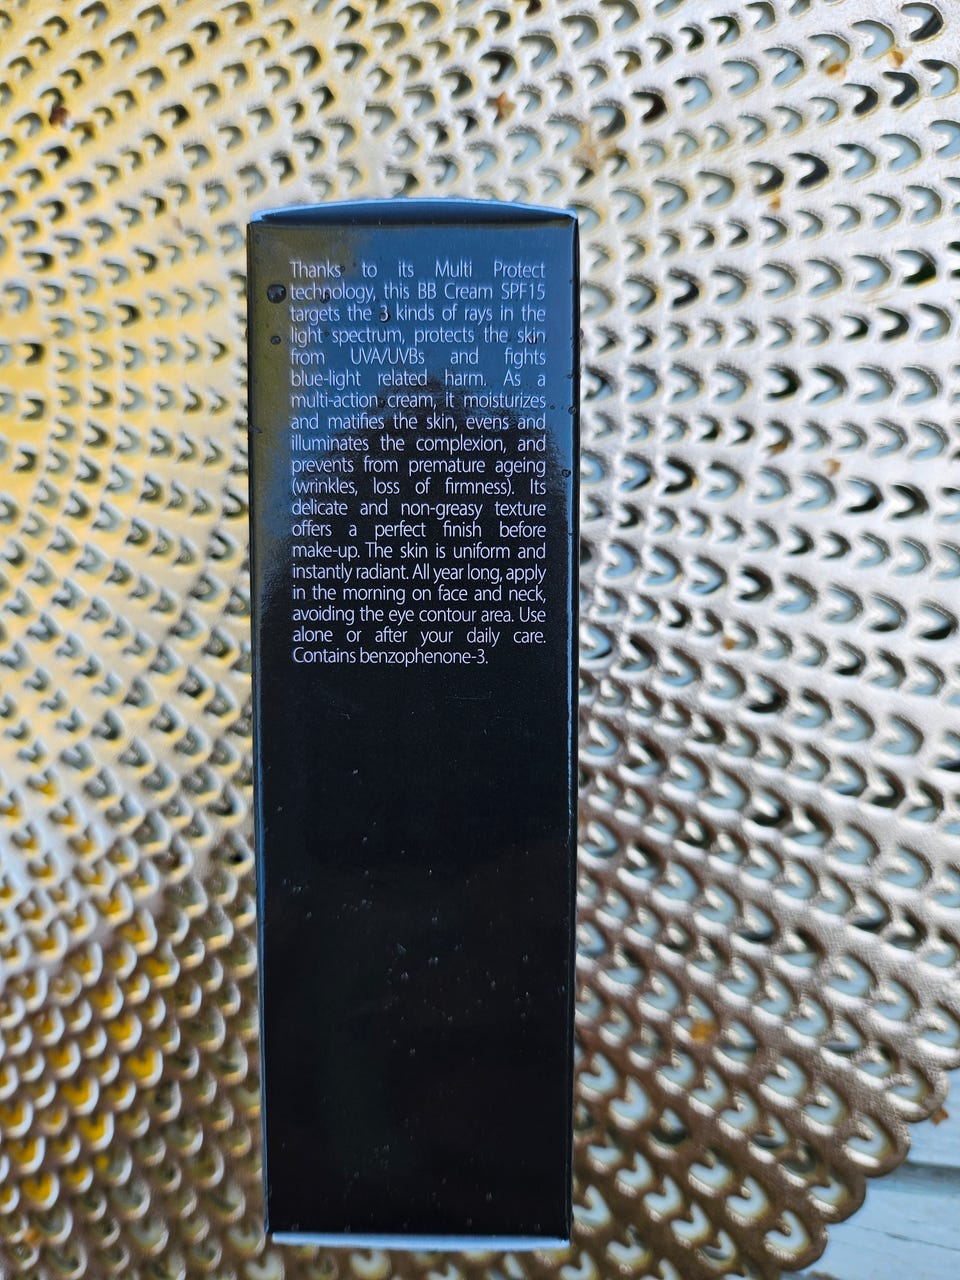 Thanks to its Multi Protect
technology, this BB Cream SPF15
targets the 3 kinds of rays in the
light spectrum, protects the skin
from UVA/UVBs and fights
blue-light related harm. As a
multi-action cream, it moisturizes
and matifies the skin, evens and
illuminates the complexion, and
prevents from premature ageing
(wrinkles, loss of firmness). Its
delicate and non-greasy texture
offers a perfect finish before
make-up. The skin is uniform and
instantly radiant. All year long, apply
in the morning on face and neck,
avoiding the eye contour area. Use
alone or after your daily care.
Contains benzophenone-3.